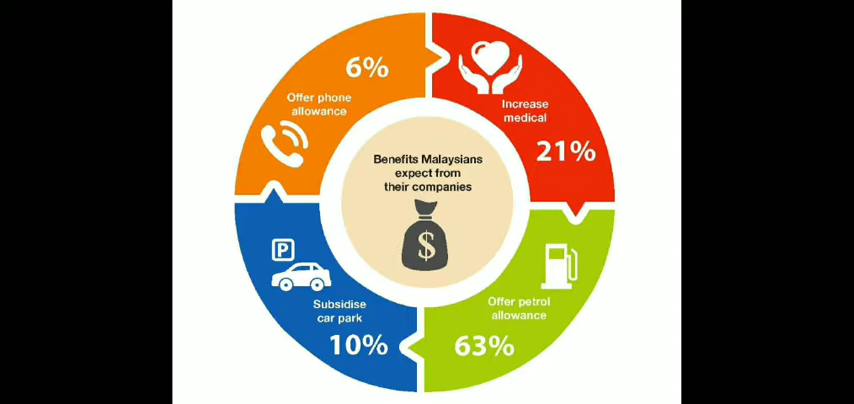 Benefits Malaysians
expect from
their companies
$
6%
Offer phone
allowance
Increase
medical
21%
Offer petrol
allowance
63%
P
Subsidise
car park
10%